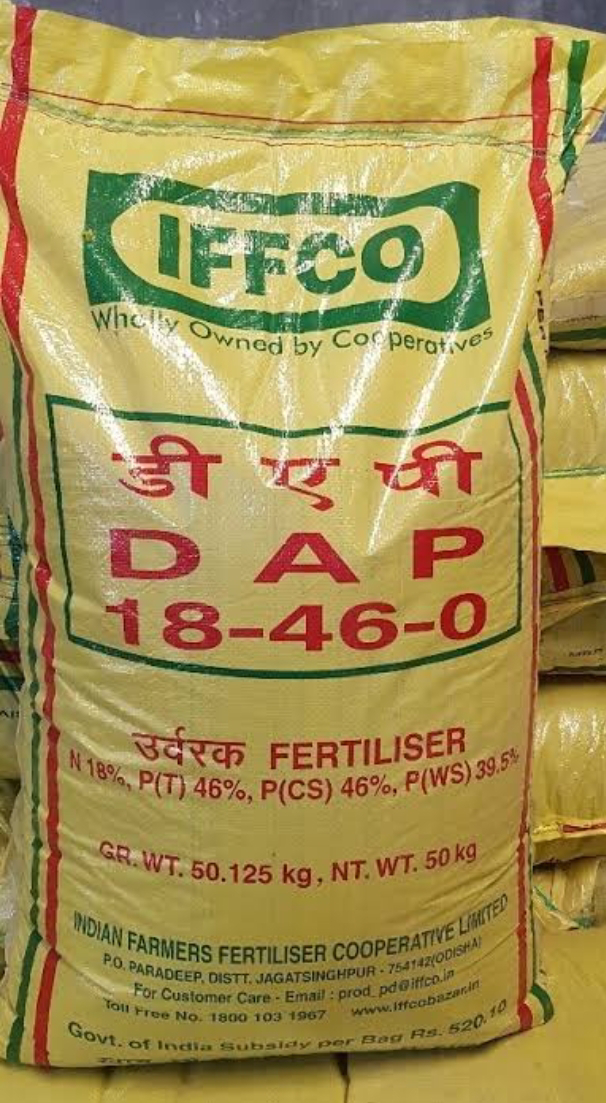 IFFCO
Wholly Owned by Cooperatives
डी ए पी
D A P
18-46-0
उर्वरक FERTILISER
N 18%, P(T) 46%, P(CS) 46%, P(WS) 39.5%
GR. WT. 50.125 kg, NT. WT. 50 kg
INDIAN FARMERS FERTILISER COOPERATIVE LIMITED
P.O. PARADEEP, DISTT. JAGATSINGHPUR - 754142(ODISHA)
For Customer Care - Email : prod_pd@iffco.in
Toll Free No. 1800 103 1967 www.iffcobazar.in
Govt. of India Subsidy per Bag Rs. 520.10